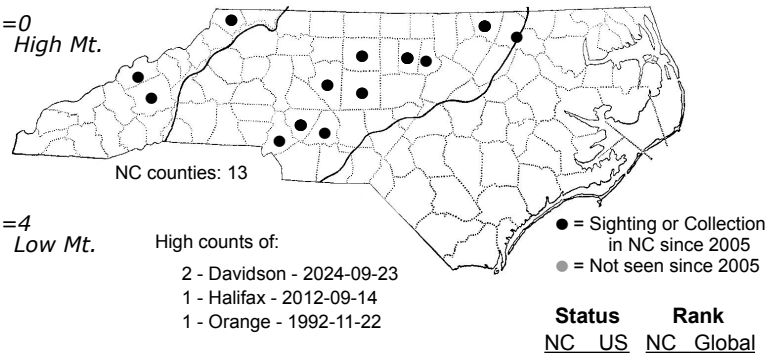 =0
High Mt.
NC counties: 13
=4
Low Mt.
High counts of:
2 - Davidson - 2024-09-23
1 - Halifax - 2012-09-14
1 - Orange - 1992-11-22
= Sighting or Collection
in NC since 2005
= Not seen since 2005
Status Rank
NC US NC Global